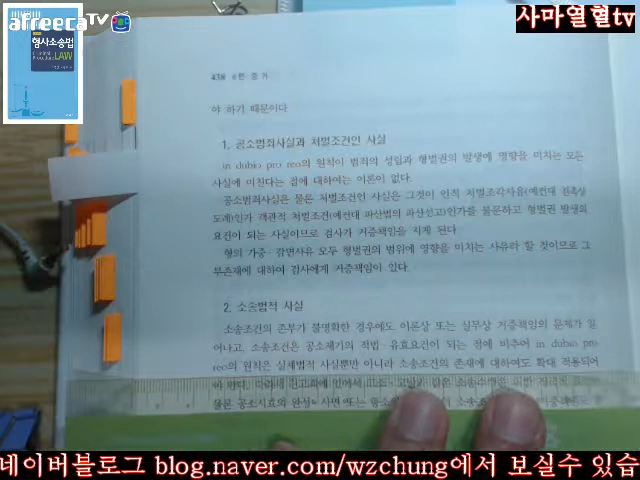 afreecaTV
사마열협tv
형사소송법
Criminal Procedure LAW
438 6편 증 거
야 하기 때문이다
1. 공소범죄사실과 처벌조건인 사실
in dubio pro reo의 원칙이 범죄의 성립과 형벌권의 발생에 영향을 미치는 모든
사실에 미친다는 점에 대하여는 이론이 없다.
공소범죄사실은 물론 처벌조건인 사실은 그것이 인적 처벌조각사유(예컨대 친족상
도례)인가 객관적 처벌조건(예컨대 파산법의 파산선고)인가를 불문하고 형벌권 발생의
요건이 되는 사실이므로 검사가 거증책임을 지게 된다.
형의 가중·감면사유 모두 형벌권의 범위에 영향을 미치는 사유라 할 것이므로 그
부존재에 대하여 검사에게 거증책임이 있다.
2. 소송법적 사실
소송조건의 존부가 불명확한 경우에도 이론상 또는 실무상 거증책임의 문제가 일
어나고, 소송조건은 공소제기의 적법·유효요건이 되는 점에 비추어 in dubio pro
reo의 원칙은 실체법적 사실뿐만 아니라 소송조건의 존재에 대하여도 확대 적용되어
야 한다.
물론 공소시효의 완성
네이버블로그 blog.naver.com/wzchung에서 보실수 있습